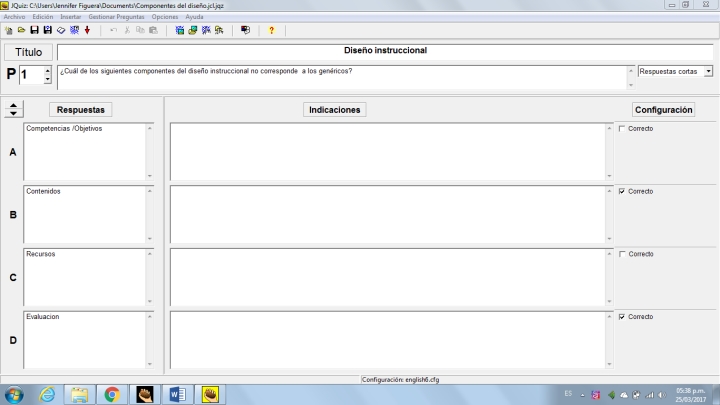 JQuiz: C:\Users\Jennifer Figuera\Documents\Componentes del diseño.jcl.jqz
Archivo Edición Insertar Gestionar Preguntas Opciones Ayuda
Título
Diseño instruccional
P 1
¿Cuál de los siguientes componentes del diseño instruccional no corresponde a los genéricos?
Respuestas cortas
Respuestas
Indicaciones
Configuración
A
Competencias /Objetivos
Correcto
B
Contenidos
Correcto
C
Recursos
Correcto
D
Evaluacion
Correcto
Configuración: english6.cfg
ES
05:38 p.m.
25/03/2017